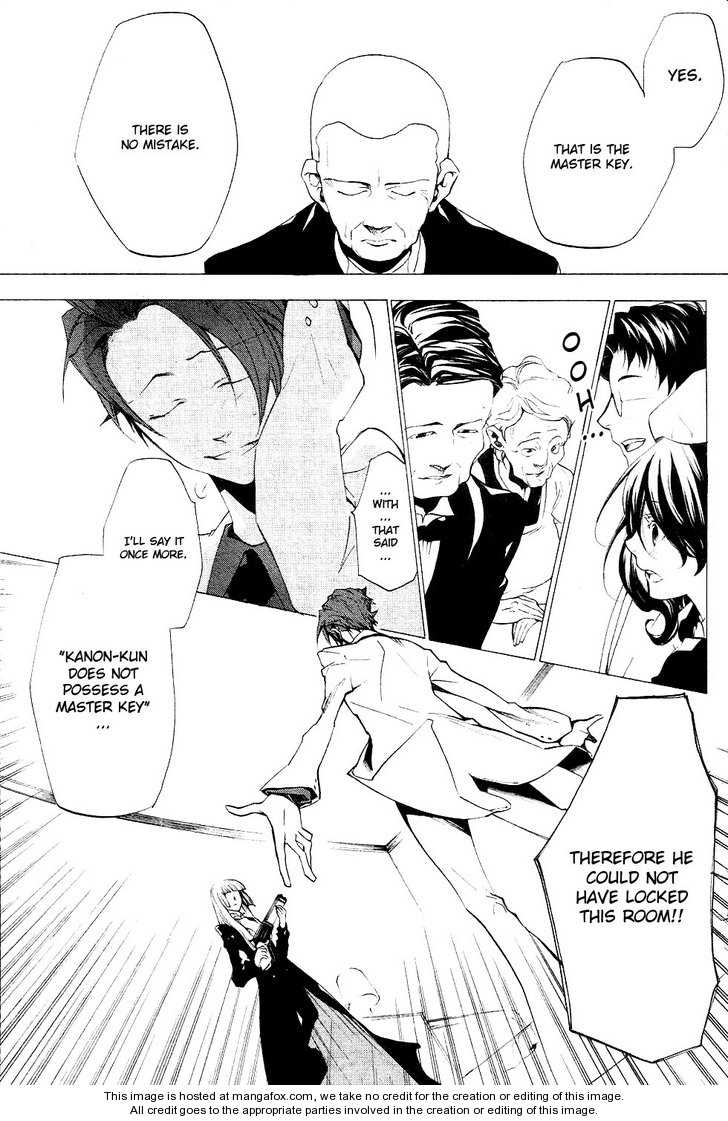 YES.
THAT IS THE
MASTER KEY.
THERE IS
NO MISTAKE.
OOH...
...
WITH
...
THAT
SAID
...
I'LL SAY IT
ONCE MORE.
"KANON-KUN
DOES NOT
POSSESS A
MASTER KEY"
...
THEREFORE HE
COULD NOT
HAVE LOCKED
THIS ROOM!!
This image is hosted at mangafox.com, we take no credit for the creation or editing of this image.
All credit goes to the appropriate parties involved in the creation or editing of this image.